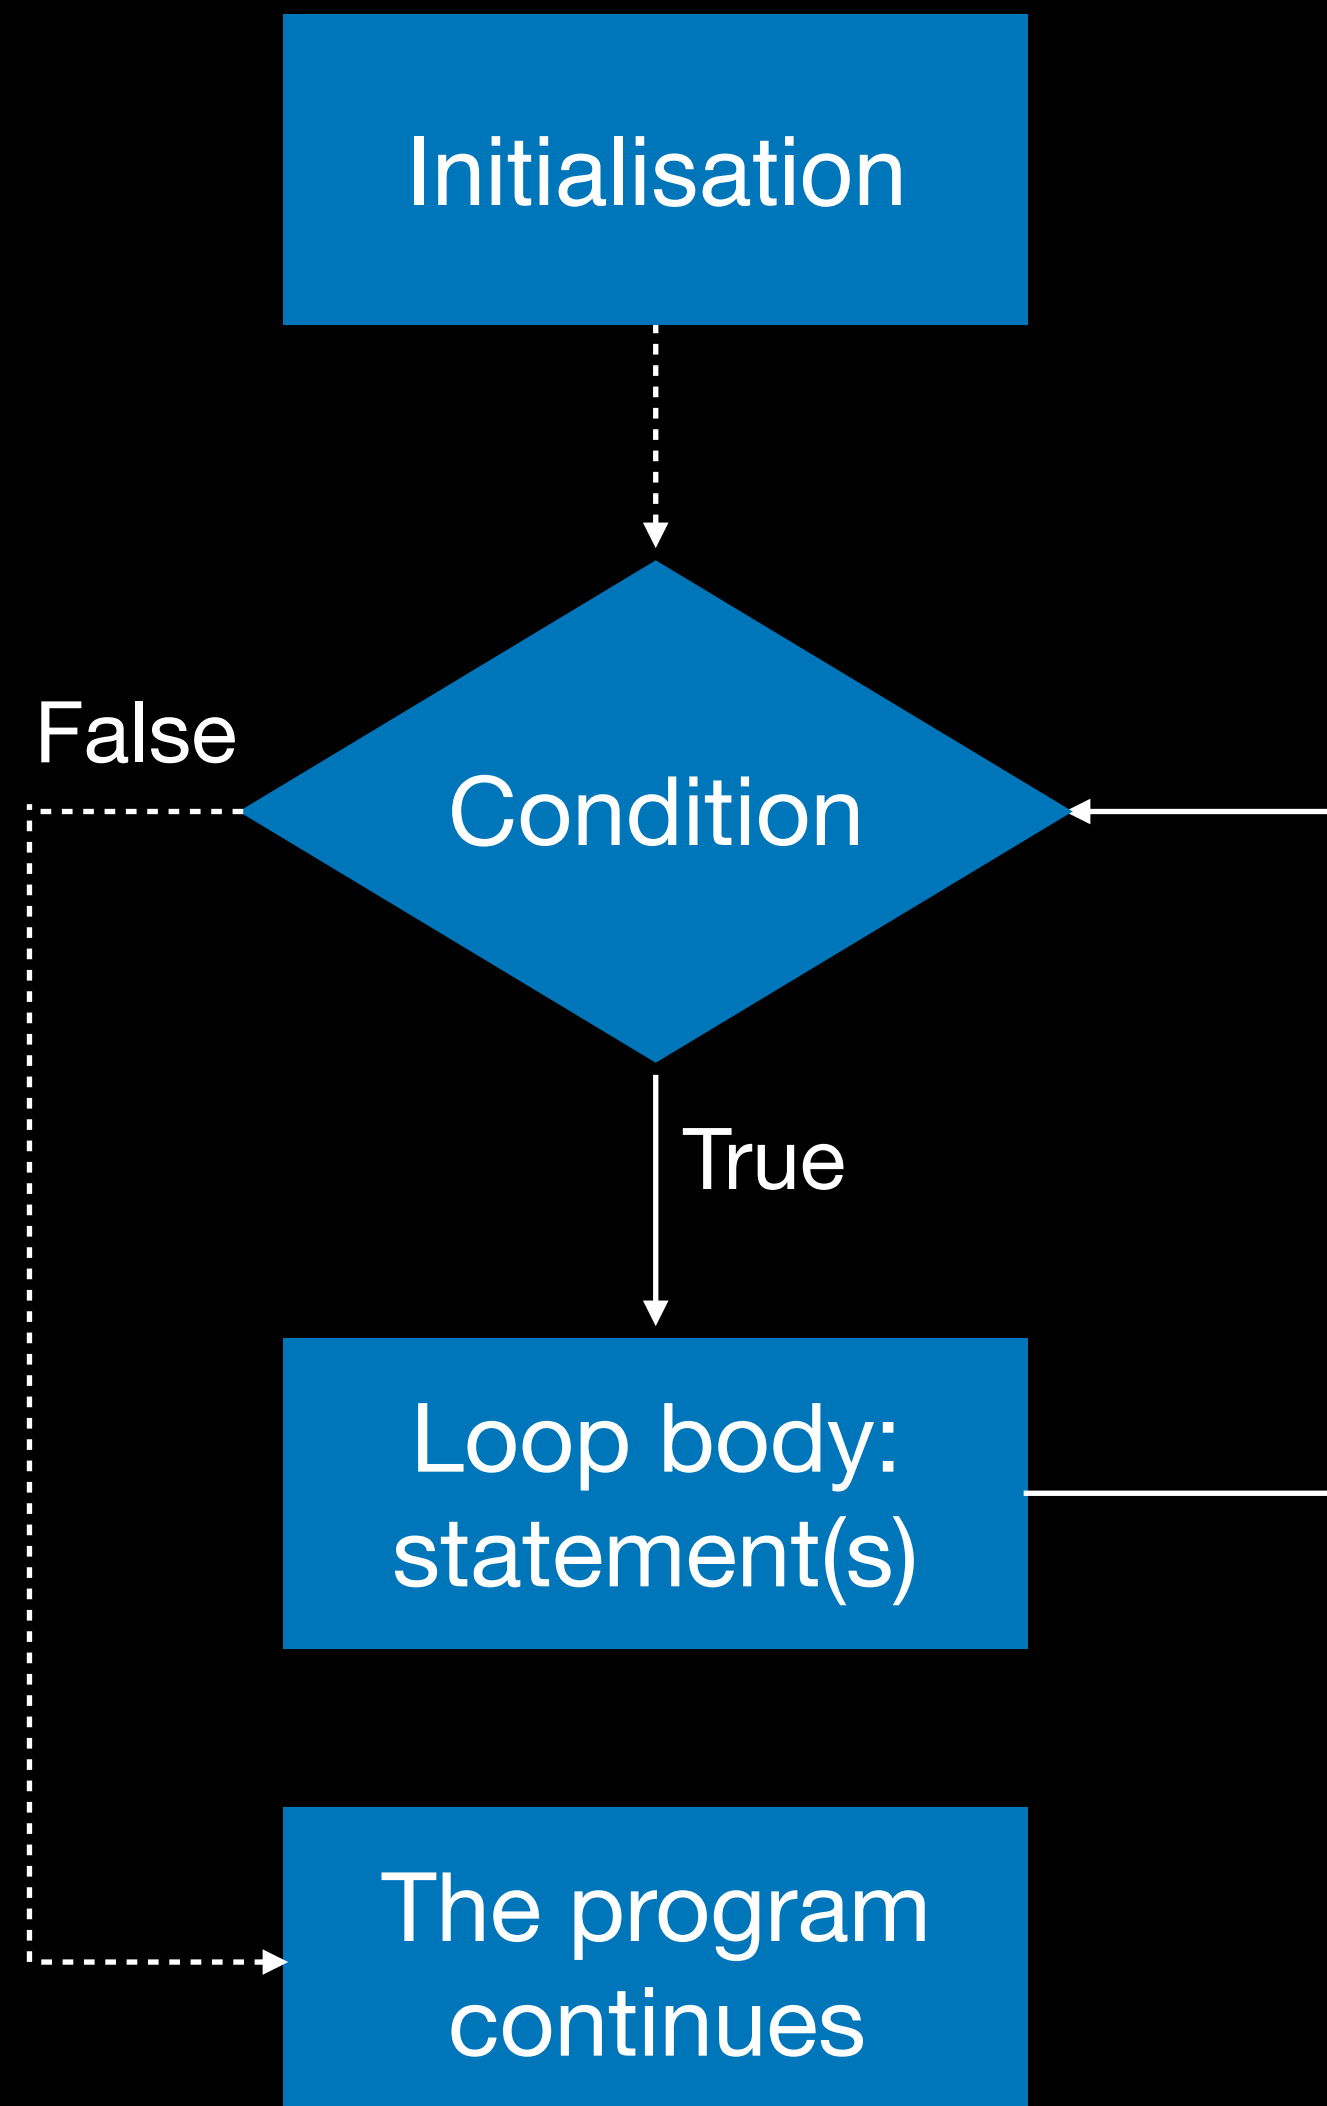 Initialisation
False
Condition
True
Loop body:
statement(s)
The program
continues